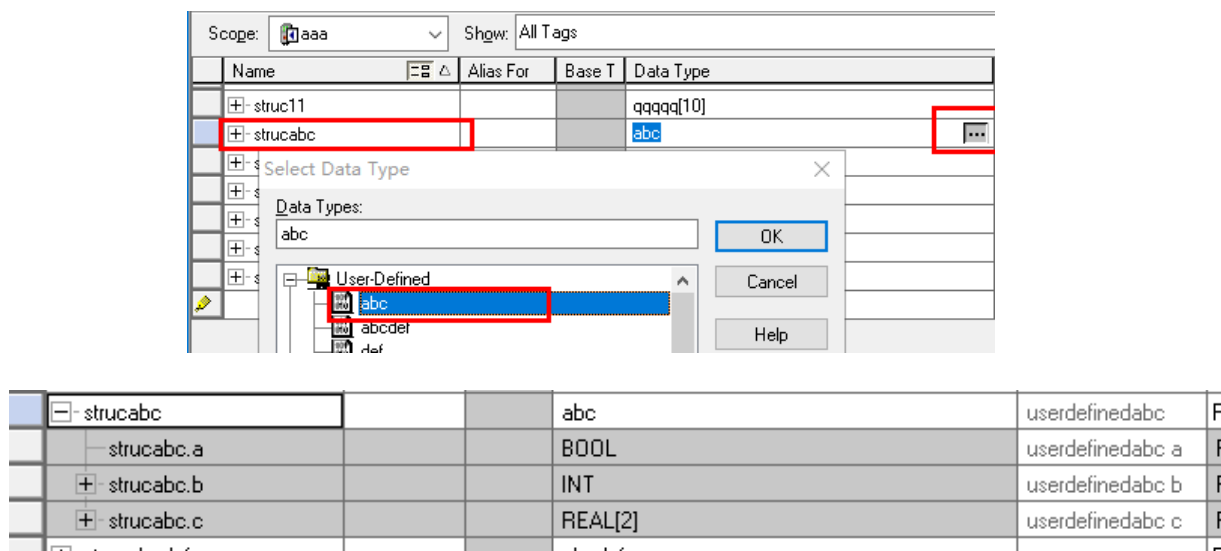 Scope: aaa Show: All Tags
Name Alias For Base T Data Type
struc11 qqqqq[10]
strucabc abc ...
Select Data Type
Data Types:
abc
OK
User-Defined
Cancel
abc
abcdef
Help
def
strucabc abc userdefinedabc
strucabc.a BOOL userdefinedabc a
strucabc.b INT userdefinedabc b
strucabc.c REAL[2] userdefinedabc c